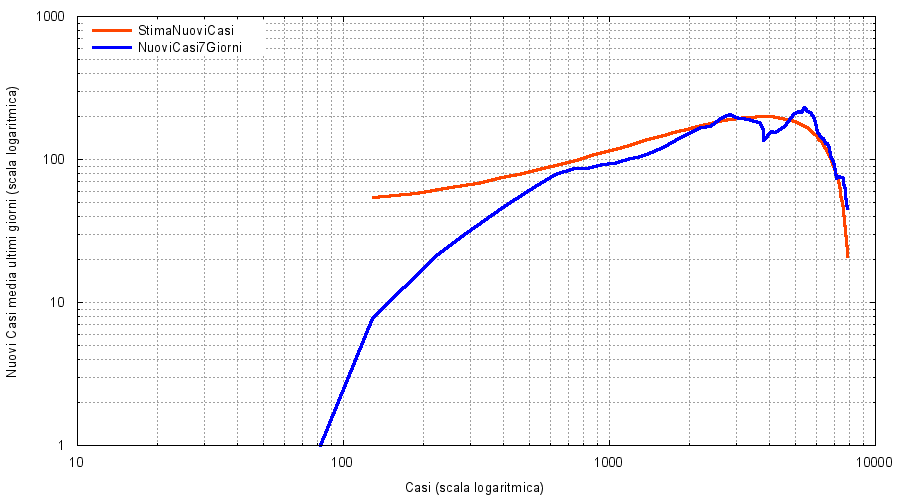 1000
StimaNuoviCasi
NuoviCasi7Giorni
100
10
1
Nuovi Casi media ultimi giorni (scala logaritmica)
10 100 1000 10000
Casi (scala logaritmica)